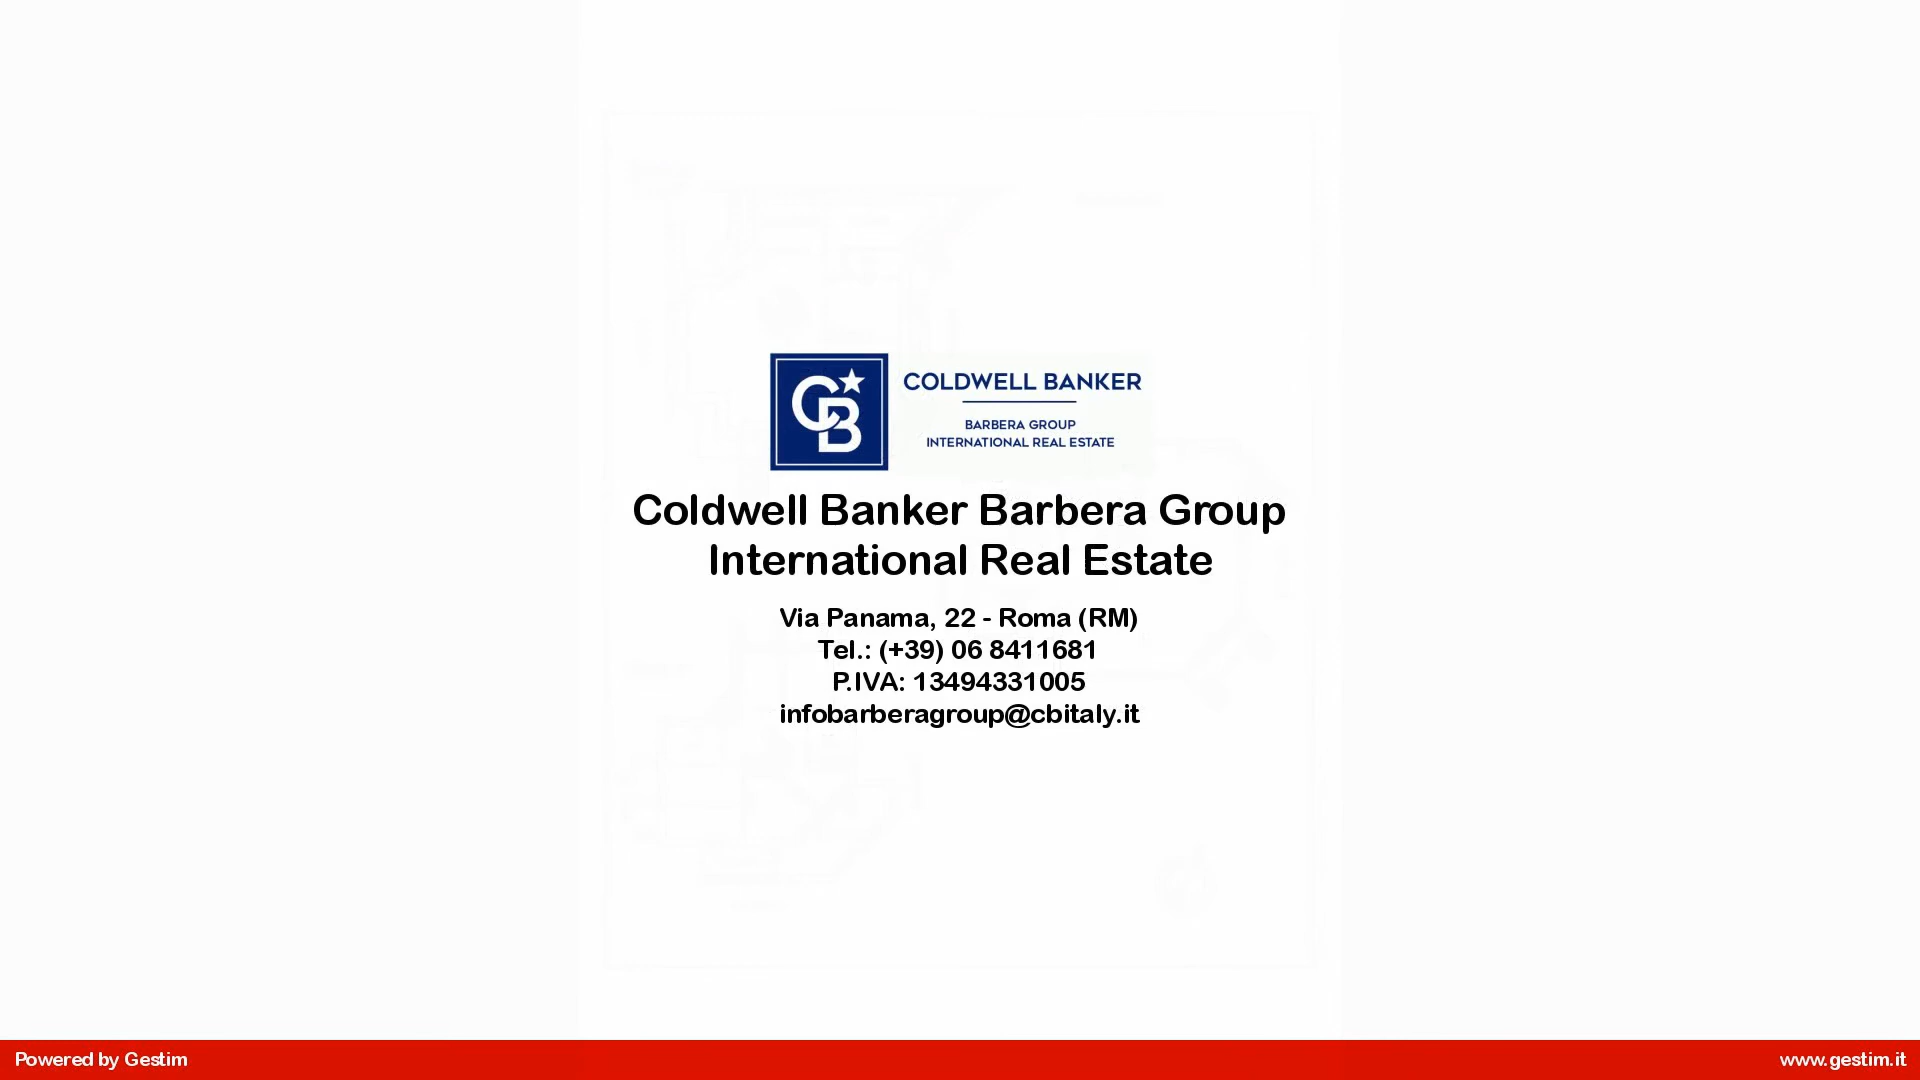 COLDWELL BANKER
BARBERA GROUP
INTERNATIONAL REAL ESTATE
Coldwell Banker Barbera Group
International Real Estate
Via Panama, 22 - Roma (RM)
Tel.: (+39) 06 8411681
P.IVA: 13494331005
infobarberagroup@cbitaly.it
Powered by Gestim
www.gestim.it